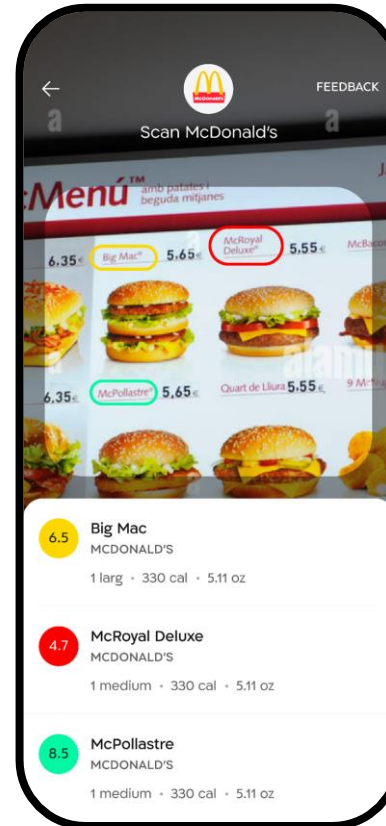 McDonald's
FEEDBACK
a
a
Scan McDonald's
Menú™ amb patates i
beguda mitjanes
6.35€ Big Mac® 5.65€ McRoyal
Deluxe® 5.55€
alamy
6,35€ McPollastre® 5,65€ Quart de Lliura 5.55€
6.5
Big Mac
MCDONALD'S
1 larg • 330 cal • 5.11 oz
4.7
McRoyal Deluxe
MCDONALD'S
1 medium • 330 cal • 5.11 oz
8.5
McPollastre
MCDONALD'S
1 medium • 330 cal • 5.11 oz